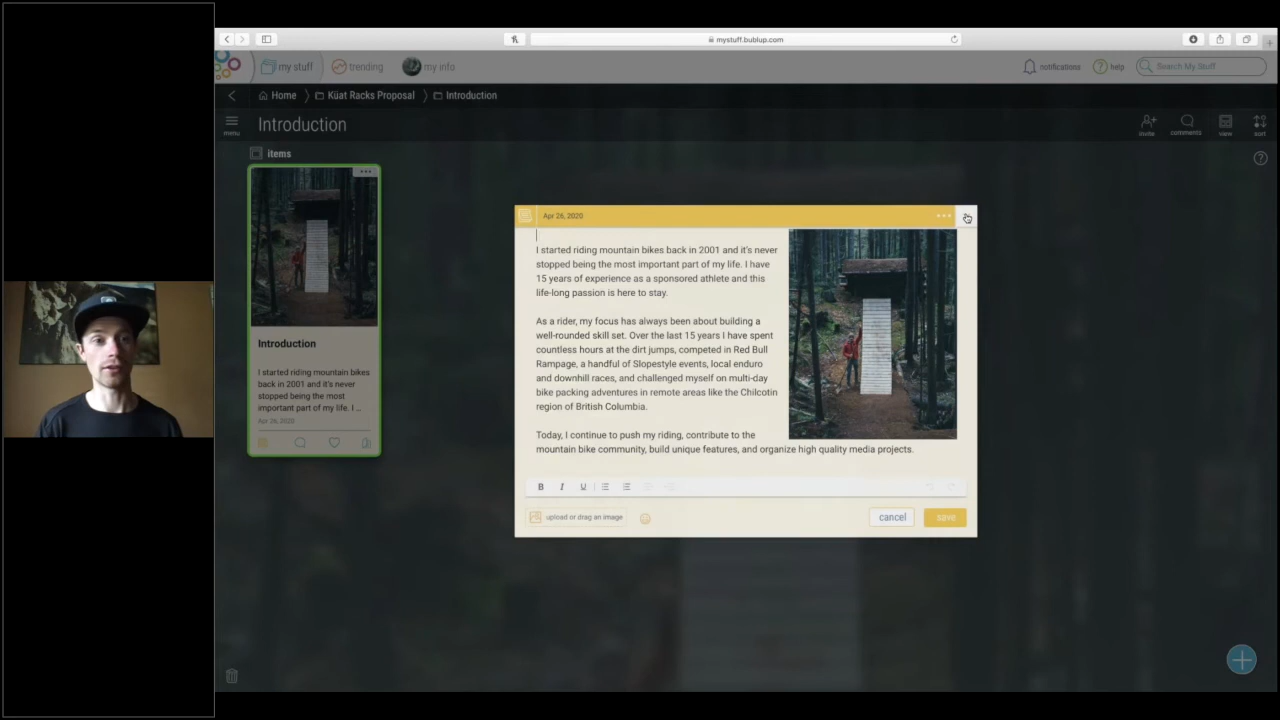 mystuff.bublup.com
my stuff
trending
my info
notifications
help
Search My Stuff
Home
Küat Racks Proposal
Introduction
menu
Introduction
invite
comments
view
sort
items
Introduction
I started riding mountain bikes
back in 2001 and it's never
stopped being the most
important part of my life. I ...
Apr 26, 2020
Apr 26, 2020
I started riding mountain bikes back in 2001 and it's never
stopped being the most important part of my life. I have
15 years of experience as a sponsored athlete and this
life-long passion is here to stay.
As a rider, my focus has always been about building a
well-rounded skill set. Over the last 15 years I have spent
countless hours at the dirt jumps, competed in Red Bull
Rampage, a handful of Slopestyle events, local enduro
and downhill races, and challenged myself on multi-day
bike packing adventures in remote areas like the Chilcotin
region of British Columbia.
Today, I continue to push my riding, contribute to the
mountain bike community, build unique features, and organize high quality media projects.
B I U
upload or drag an image
cancel
save